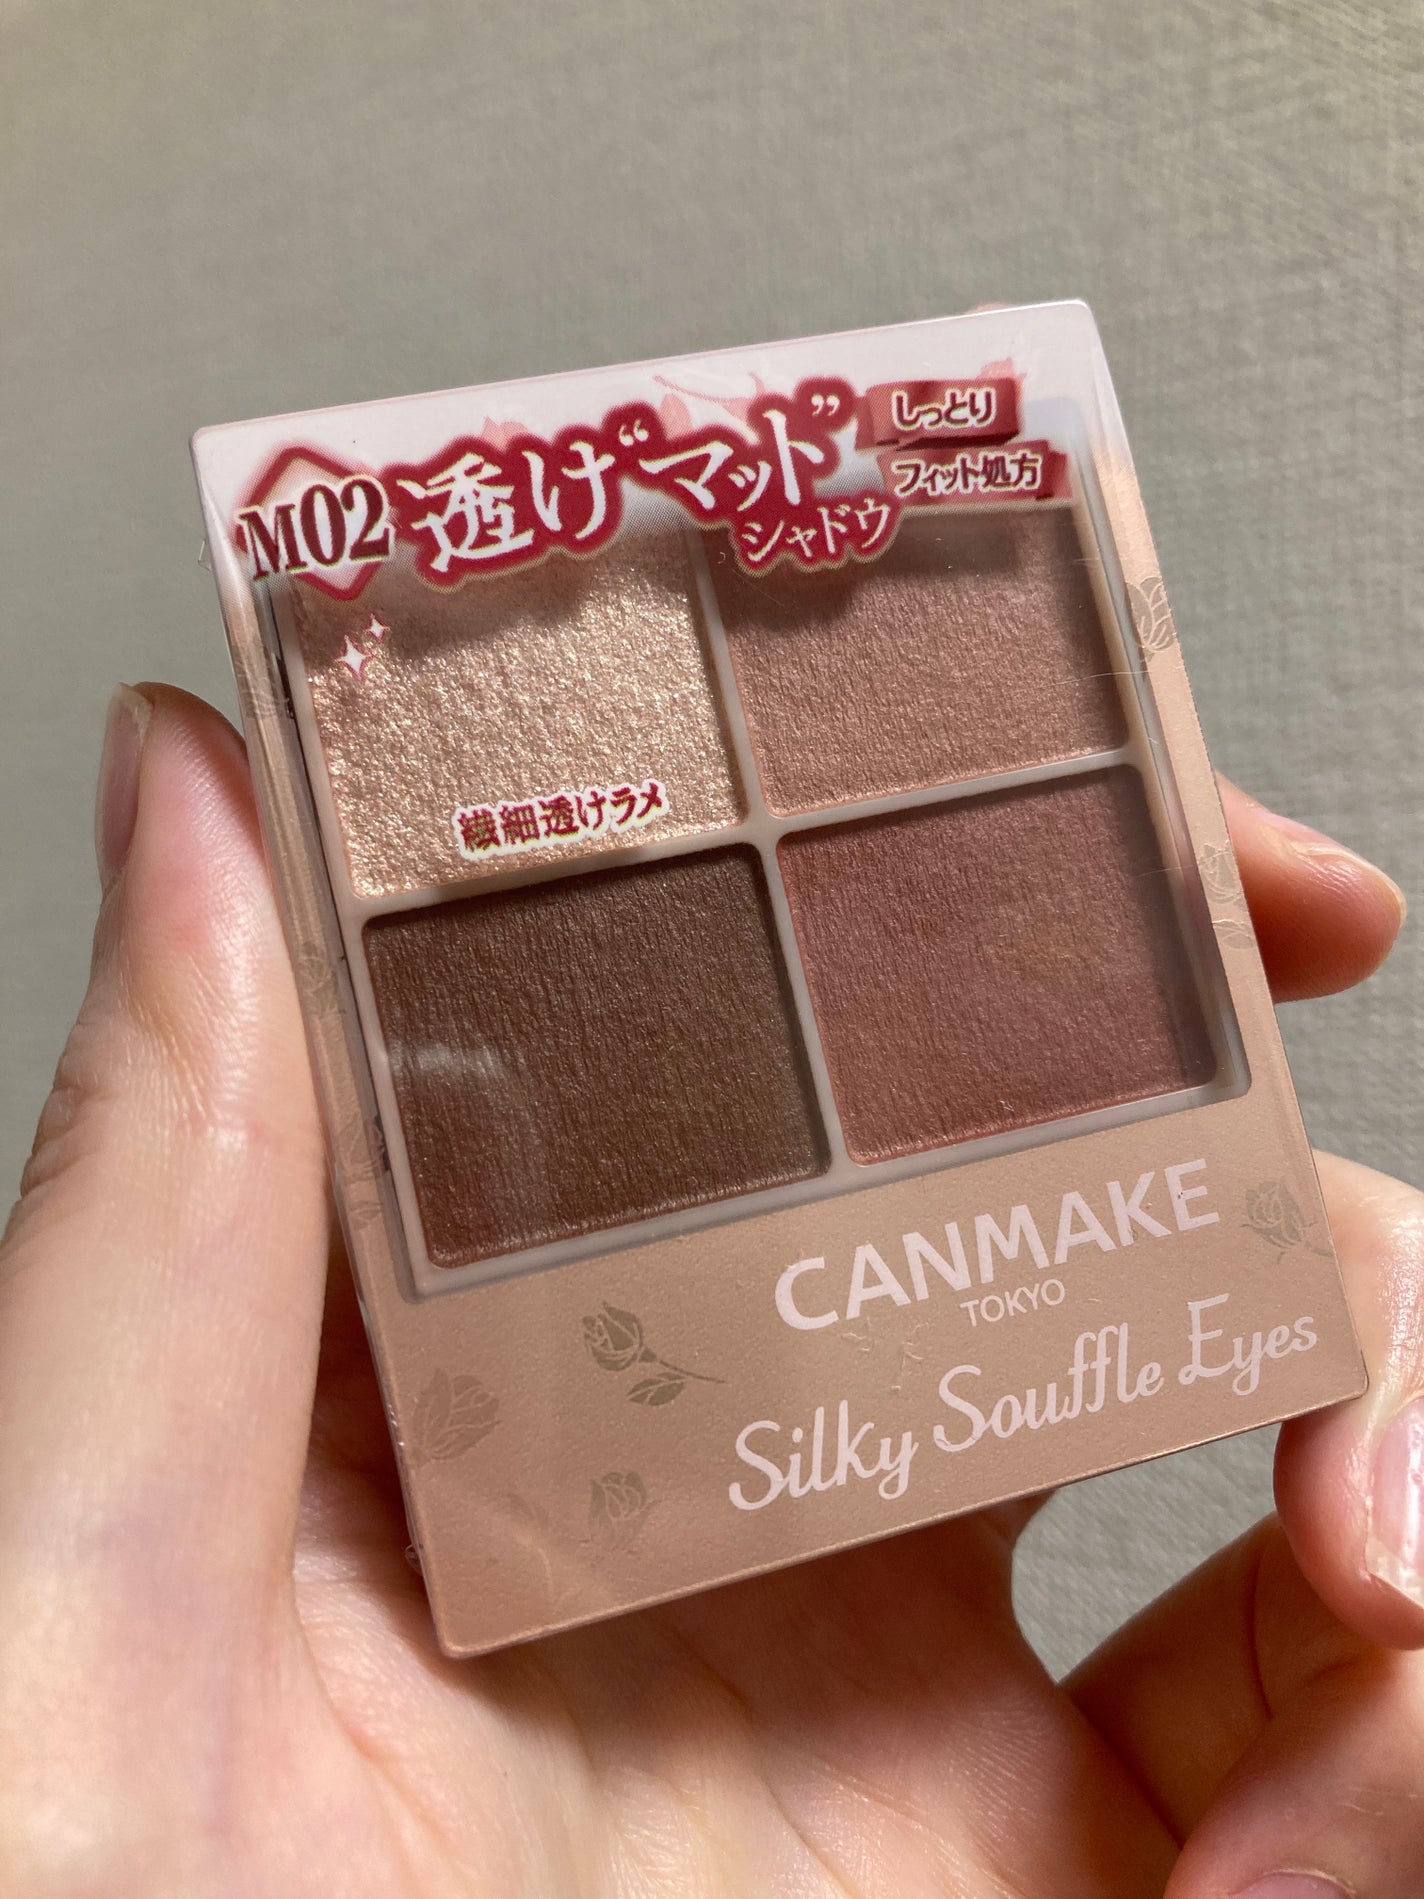 M02
透け“マット”
シャドウ
しっとり
フィット処方
繊細透けラメ
CANMAKE
TOKYO
Silky Souffle Eyes